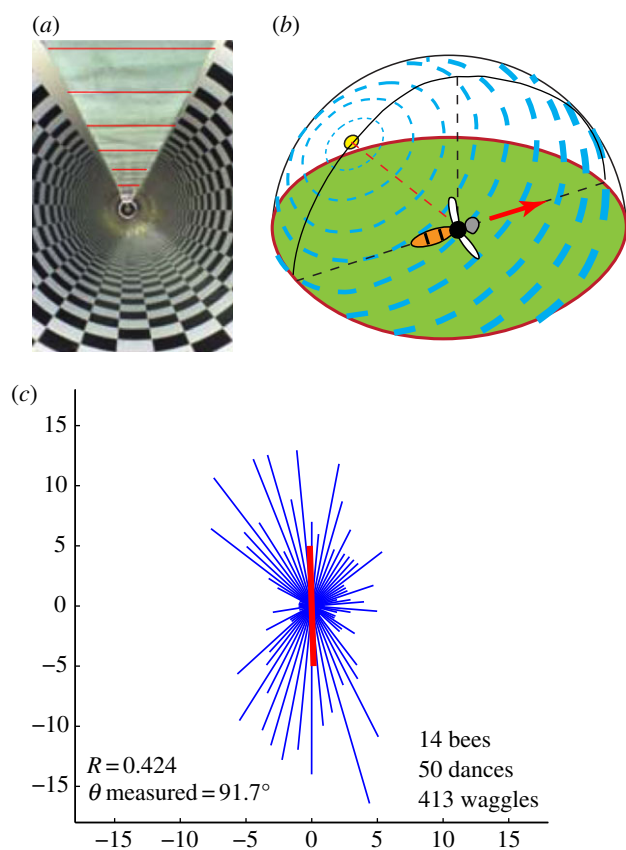 (a)
(b)
(c)
15
10
5
0
−5
−10
−15
R = 0.424
θ measured = 91.7°
14 bees
50 dances
413 waggles
−15 −10 −5 0 5 10 15